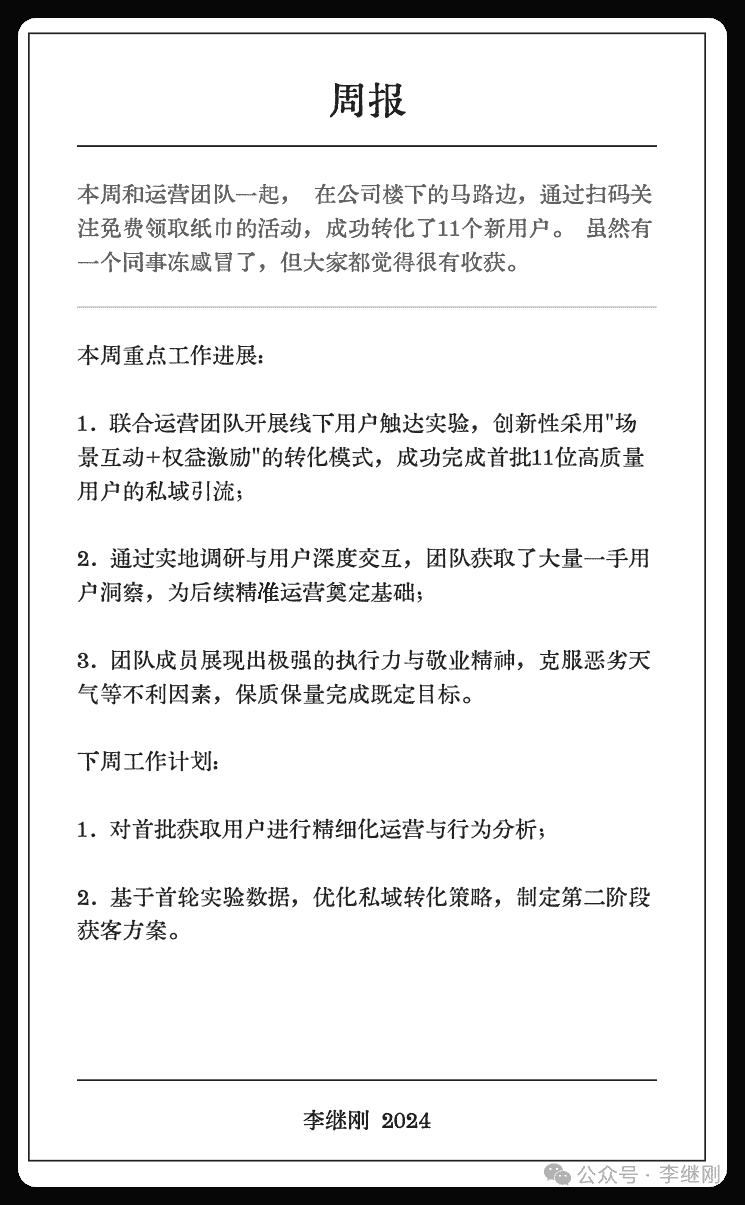 周报
本周和运营团队一起， 在公司楼下的马路边，通过扫码关
注免费领取纸巾的活动，成功转化了11个新用户。 虽然有
一个同事冻感冒了，但大家都觉得很有收获。
本周重点工作进展:
1. 联合运营团队开展线下用户触达实验，创新性采用"场
景互动+权益激励"的转化模式，成功完成首批11位高质量
用户的私域引流;
2. 通过实地调研与用户深度交互，团队获取了大量一手用
户洞察，为后续精准运营奠定基础;
3. 团队成员展现出极强的执行力与敬业精神，克服恶劣天
气等不利因素，保质保量完成既定目标。
下周工作计划:
1. 对首批获取用户进行精细化运营与行为分析;
2. 基于首轮实验数据，优化私域转化策略，制定第二阶段
获客方案。
李继刚 2024
公众号 · 李继刚